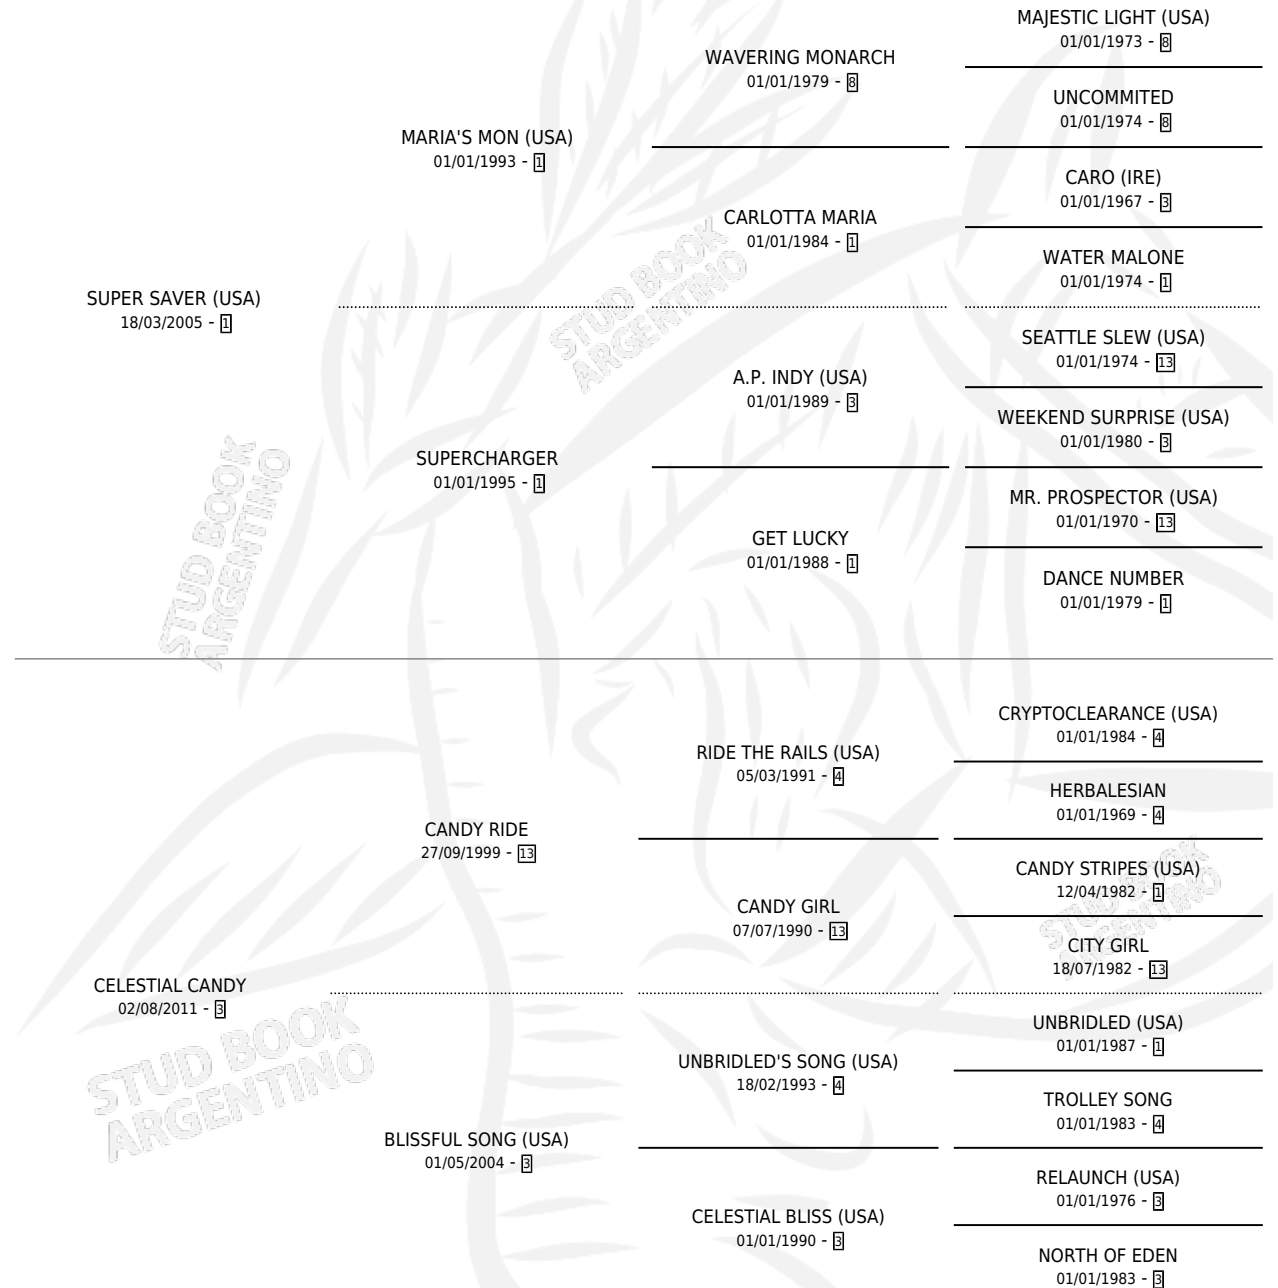 MAJESTIC LIGHT (USA)
01/01/1973 - 8
WAVERING MONARCH
01/01/1979 - 8
UNCOMMITED
01/01/1974 - 8
MARIA'S MON (USA)
01/01/1993 - 1
CARO (IRE)
01/01/1967 - 3
CARLOTTA MARIA
01/01/1984 - 1
WATER MALONE
01/01/1974 - 1
SUPER SAVER (USA)
18/03/2005 - 1
STUD BOOK
ARGENTINO
SEATTLE SLEW (USA)
01/01/1974 - 13
A.P. INDY (USA)
01/01/1989 - 3
WEEKEND SURPRISE (USA)
01/01/1980 - 3
SUPERCHARGER
01/01/1995 - 1
MR. PROSPECTOR (USA)
01/01/1970 - 13
GET LUCKY
01/01/1988 - 1
DANCE NUMBER
01/01/1979 - 1
STUD BOOK
ARGENTINO
CRYPTOCLEARANCE (USA)
01/01/1984 - 4
RIDE THE RAILS (USA)
05/03/1991 - 4
HERBALESIAN
01/01/1969 - 4
CANDY RIDE
27/09/1999 - 13
CANDY STRIPES (USA)
12/04/1982 - 1
CANDY GIRL
07/07/1990 - 13
STUD BOOK
ARGENTINO
CITY GIRL
18/07/1982 - 13
CELESTIAL CANDY
02/08/2011 - 3
STUD BOOK
ARGENTINO
UNBRIDLED (USA)
01/01/1987 - 1
UNBRIDLED'S SONG (USA)
18/02/1993 - 4
TROLLEY SONG
01/01/1983 - 4
BLISSFUL SONG (USA)
01/05/2004 - 3
RELAUNCH (USA)
01/01/1976 - 3
CELESTIAL BLISS (USA)
01/01/1990 - 3
NORTH OF EDEN
01/01/1983 - 3